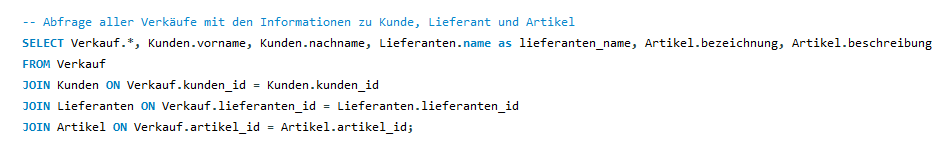 -- Abfrage aller Verkäufe mit den Informationen zu Kunde, Lieferant und Artikel
SELECT Verkauf.*, Kunden.vorname, Kunden.nachname, Lieferanten.name as lieferanten_name, Artikel.bezeichnung, Artikel.beschreibung
FROM Verkauf
JOIN Kunden ON Verkauf.kunden_id = Kunden.kunden_id
JOIN Lieferanten ON Verkauf.lieferanten_id = Lieferanten.lieferanten_id
JOIN Artikel ON Verkauf.artikel_id = Artikel.artikel_id;